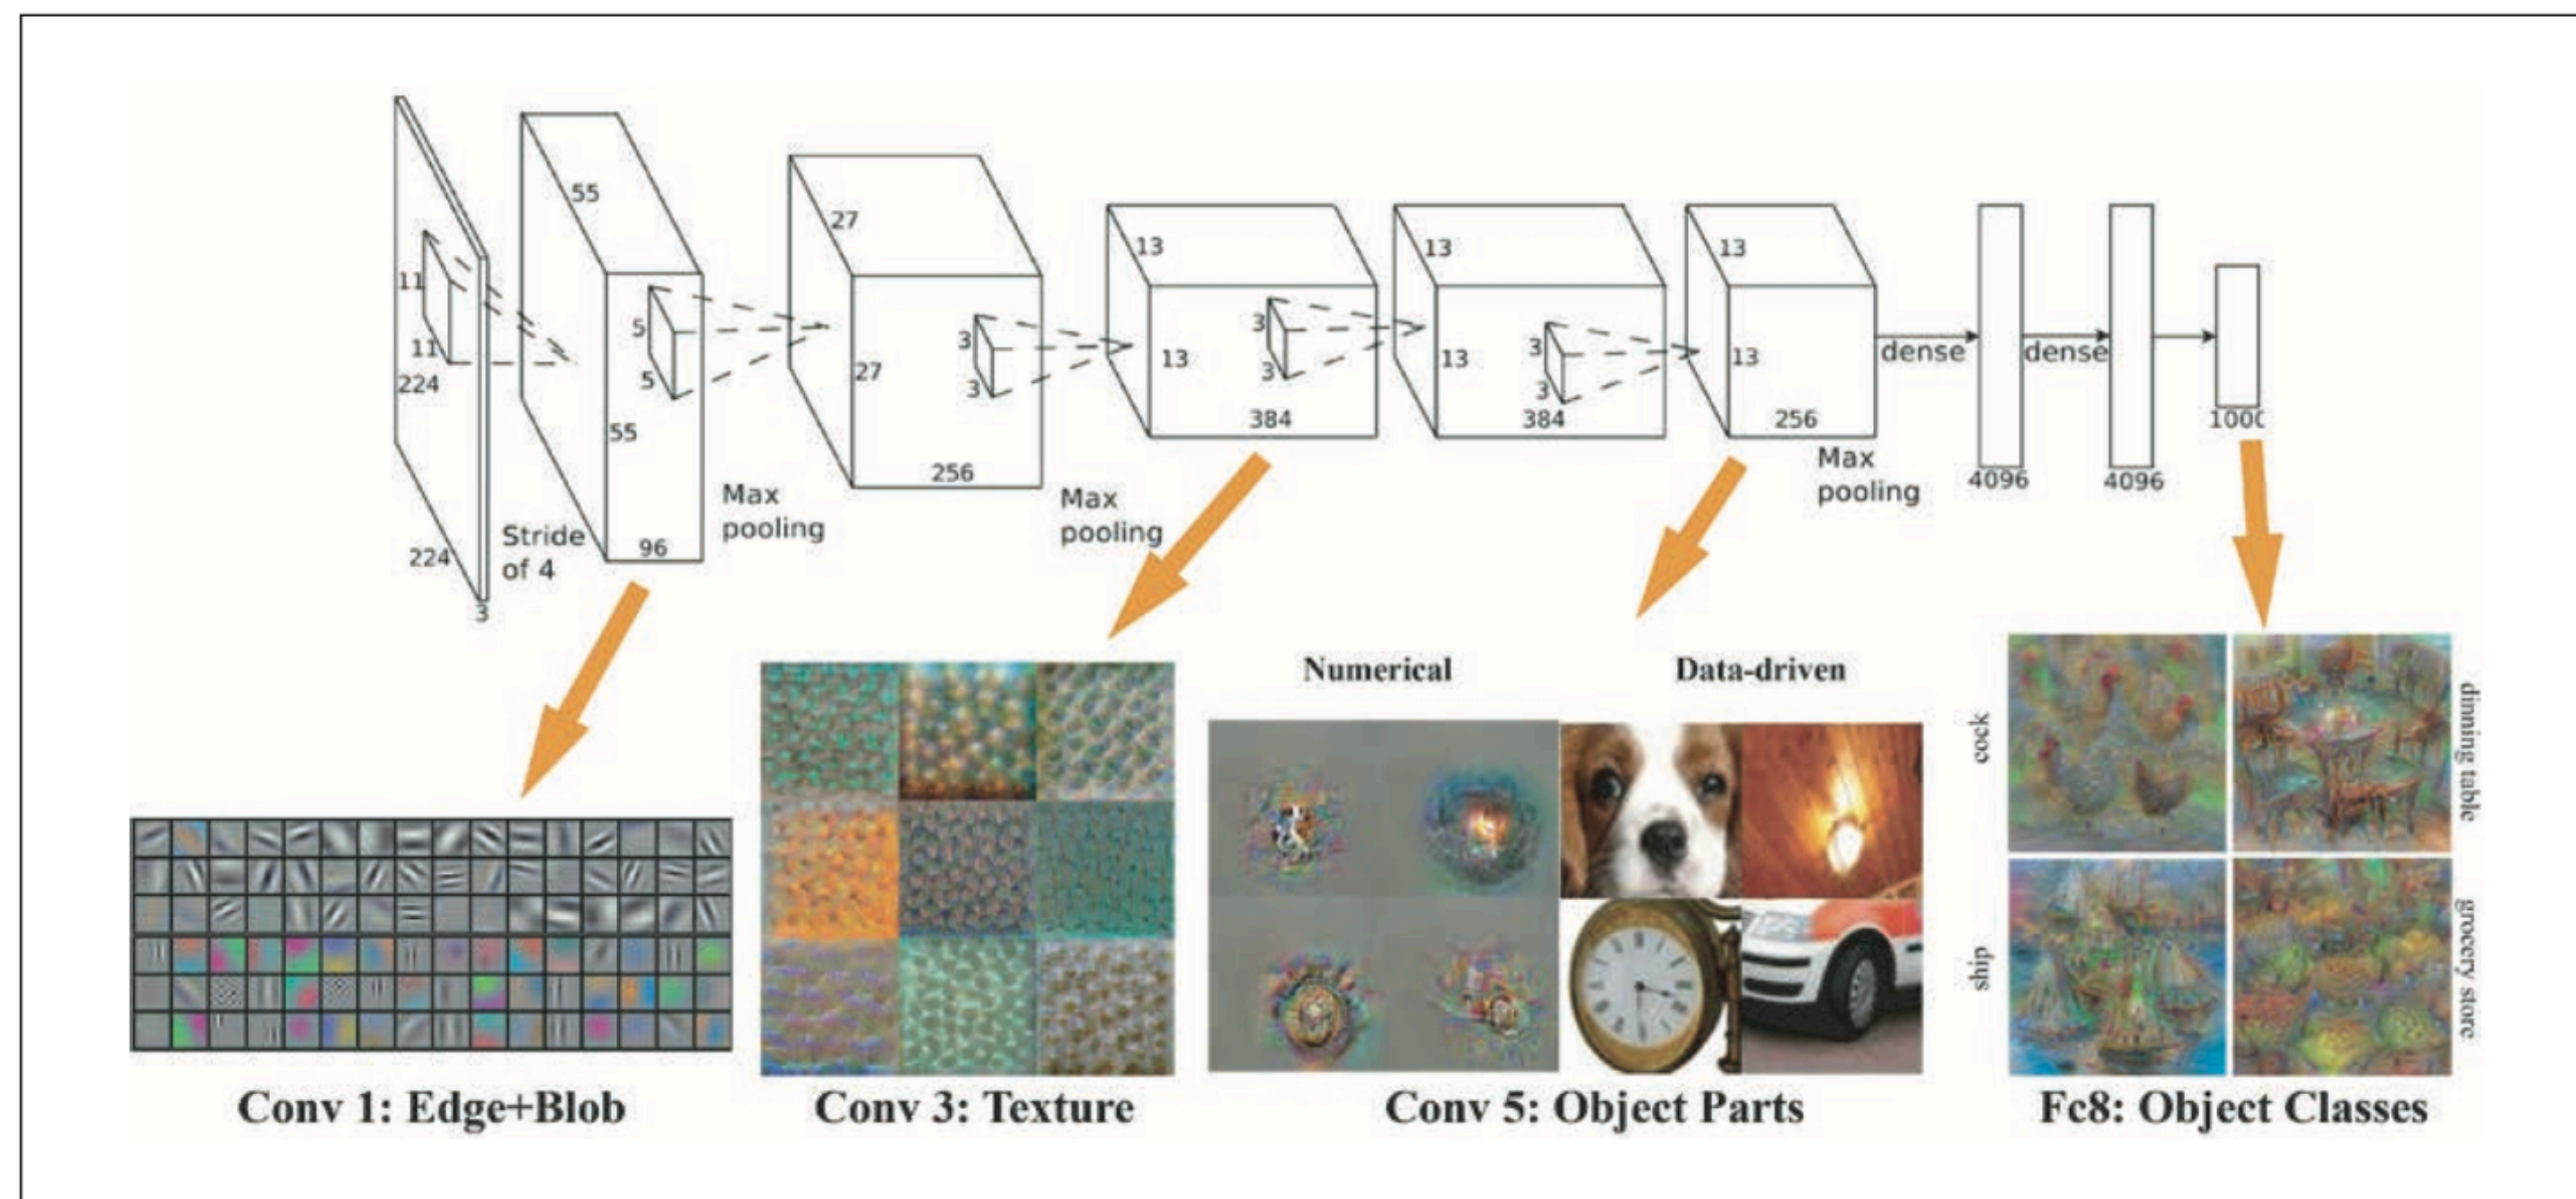 55
27
13
13
13
11
11
224
224
3
Stride
of 4
5
5
55
96
Max
pooling
3
3
27
256
Max
pooling
3
3
13
384
3
3
13
384
13
256
Max
pooling
dense
4096
dense
4096
1000
Numerical
Data-driven
cock
dinning table
ship
grocery store
Conv 1: Edge+Blob
Conv 3: Texture
Conv 5: Object Parts
Fc8: Object Classes